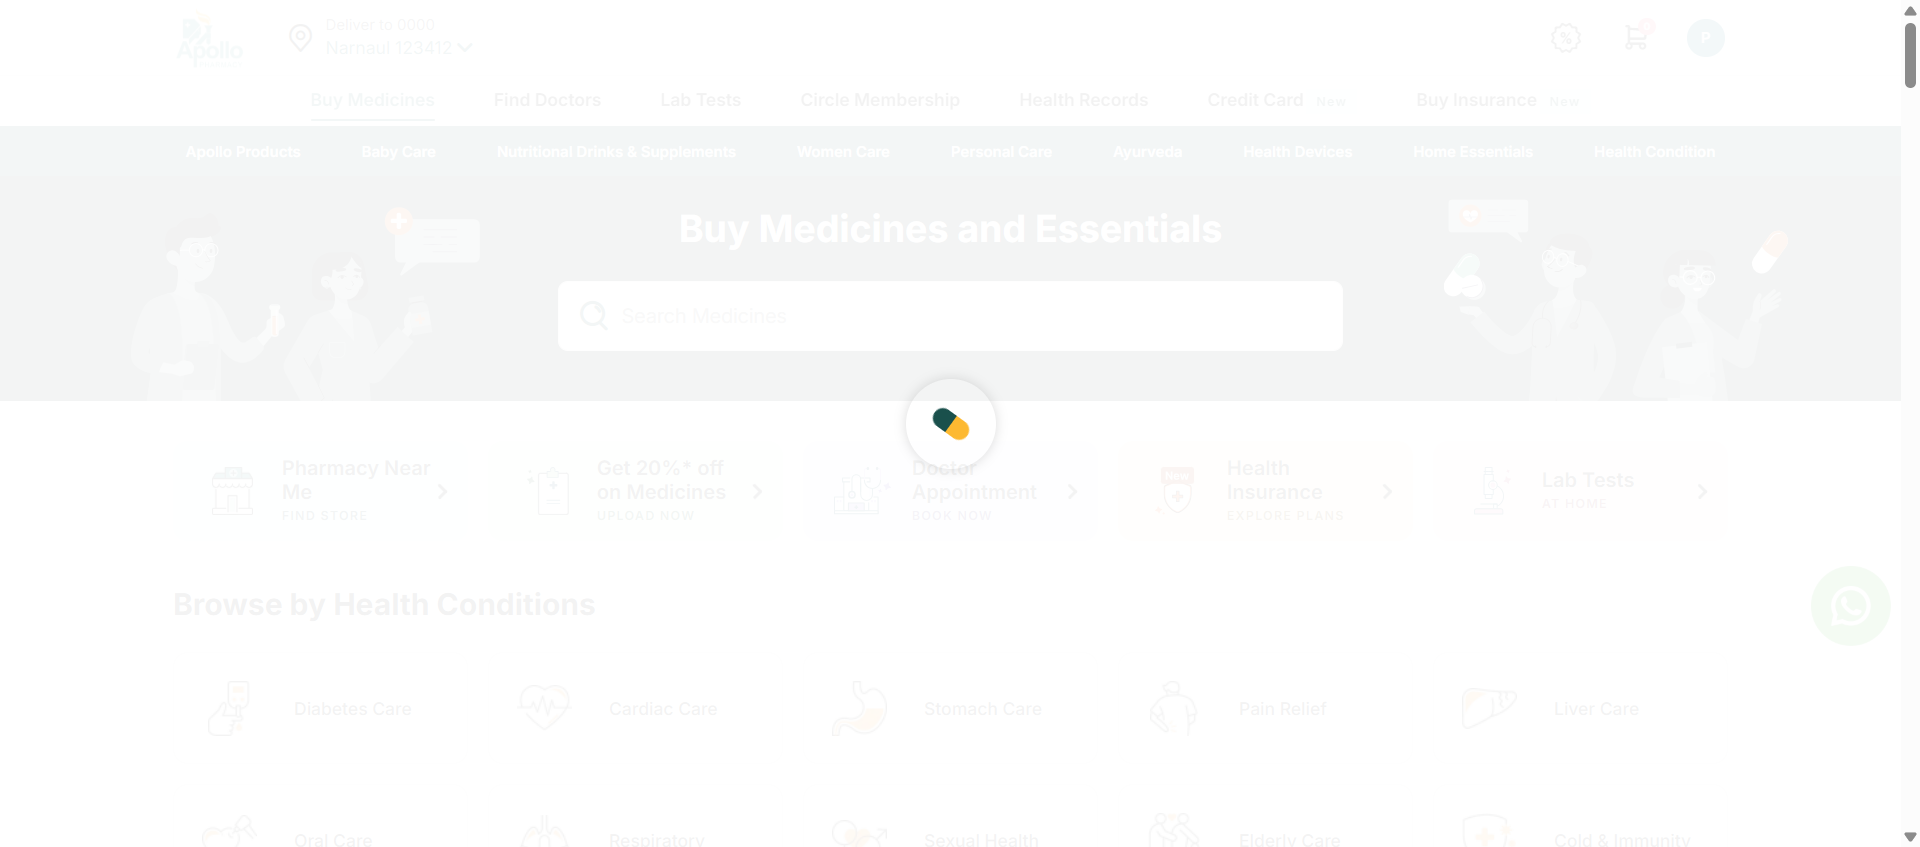 Apollo
Deliver to 0000
Narnaul 123412
%
0
P
Buy Medicines
Find Doctors
Lab Tests
Circle Membership
Health Records
Credit Card New
Buy Insurance New
Apollo Products
Baby Care
Nutritional Drinks & Supplements
Women Care
Personal Care
Ayurveda
Health Devices
Home Essentials
Health Condition
Buy Medicines and Essentials
Search Medicines
Pharmacy Near
Me
FIND STORE
Get 20%* off
on Medicines
UPLOAD NOW
Doctor
Appointment
BOOK NOW
New
Health
Insurance
EXPLORE PLANS
Lab Tests
AT HOME
Browse by Health Conditions
Diabetes Care
Cardiac Care
Stomach Care
Pain Relief
Liver Care
Oral Care
Respiratory
Sexual Health
Elderly Care
Cold & Immunity